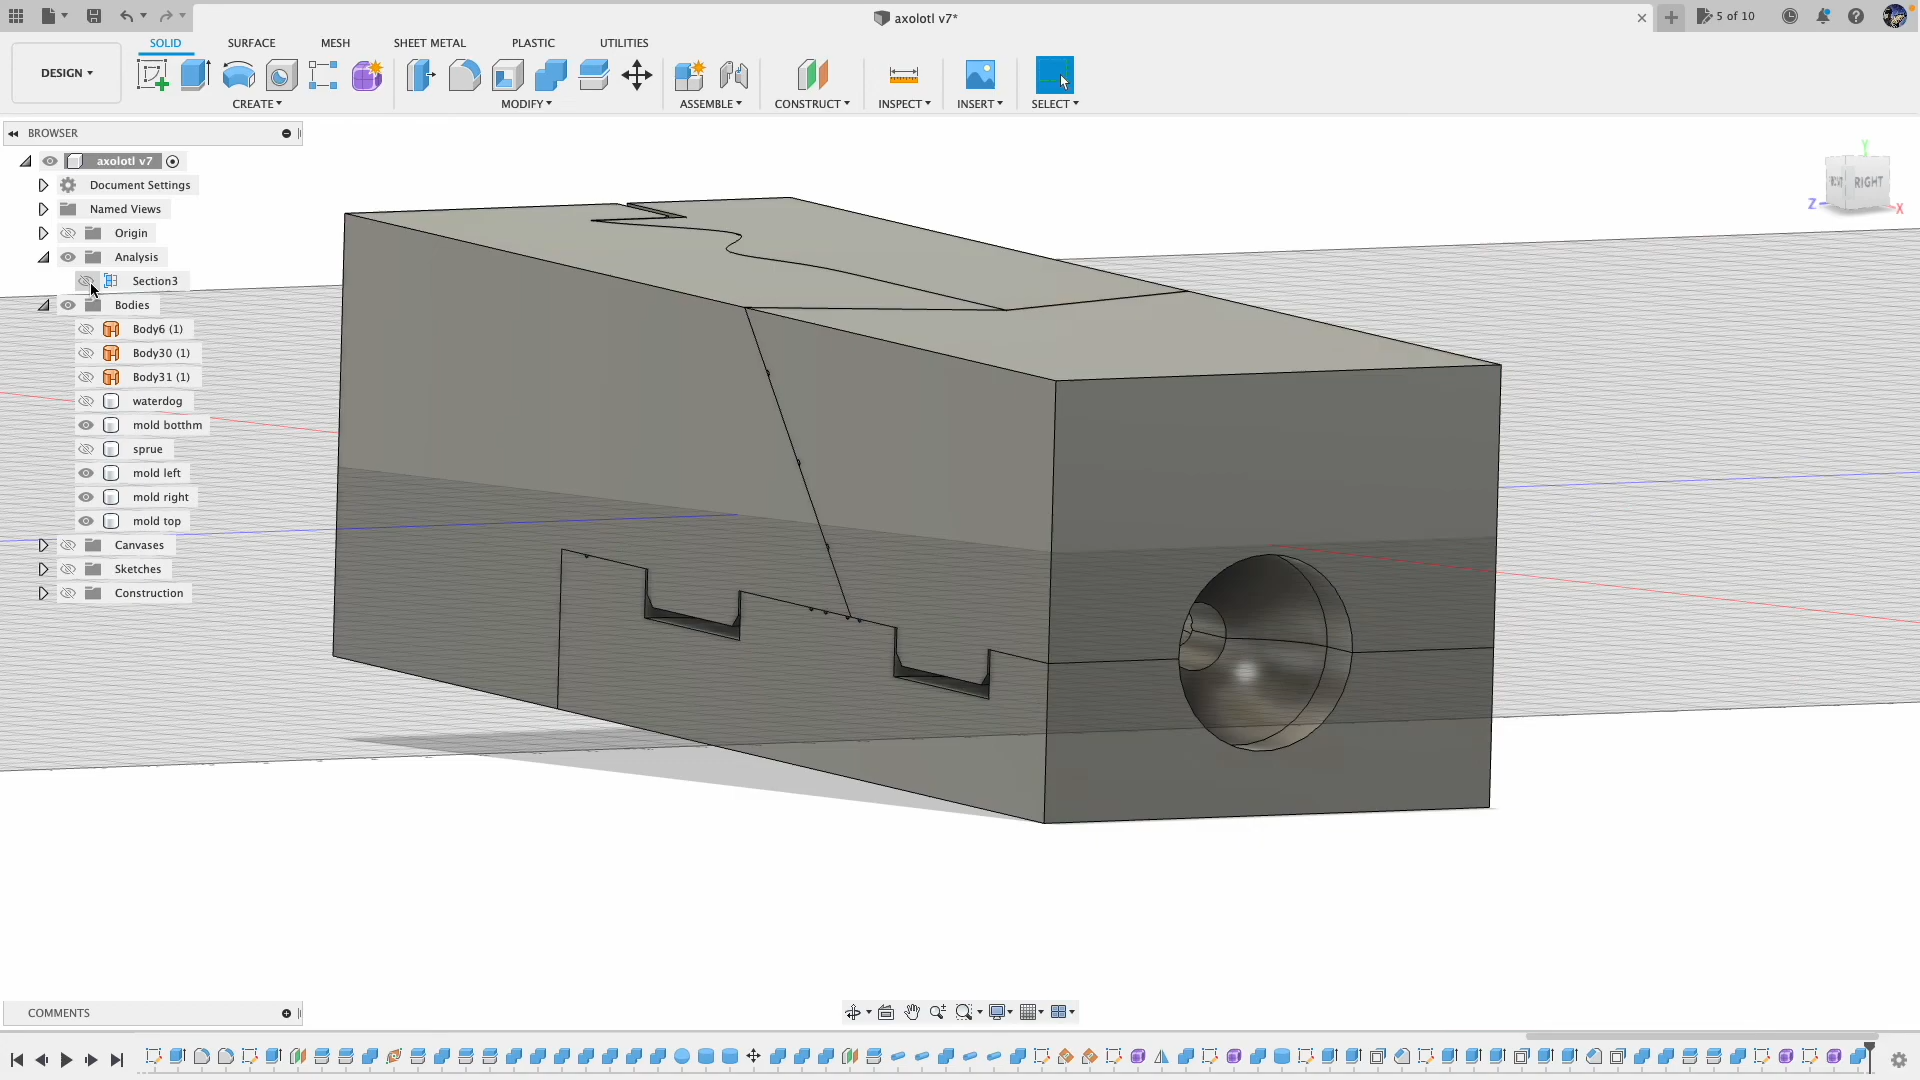 axolotl v7*
5 of 10
SOLID
SURFACE
MESH
SHEET METAL
PLASTIC
UTILITIES
DESIGN
CREATE
MODIFY
ASSEMBLE
CONSTRUCT
INSPECT
INSERT
SELECT
BROWSER
axolotl v7
Document Settings
Named Views
Origin
Analysis
Section3
Bodies
Body6 (1)
Body30 (1)
Body31 (1)
waterdog
mold botthm
sprue
mold left
mold right
mold top
Canvases
Sketches
Construction
Y
RIGHT
Z
X
COMMENTS